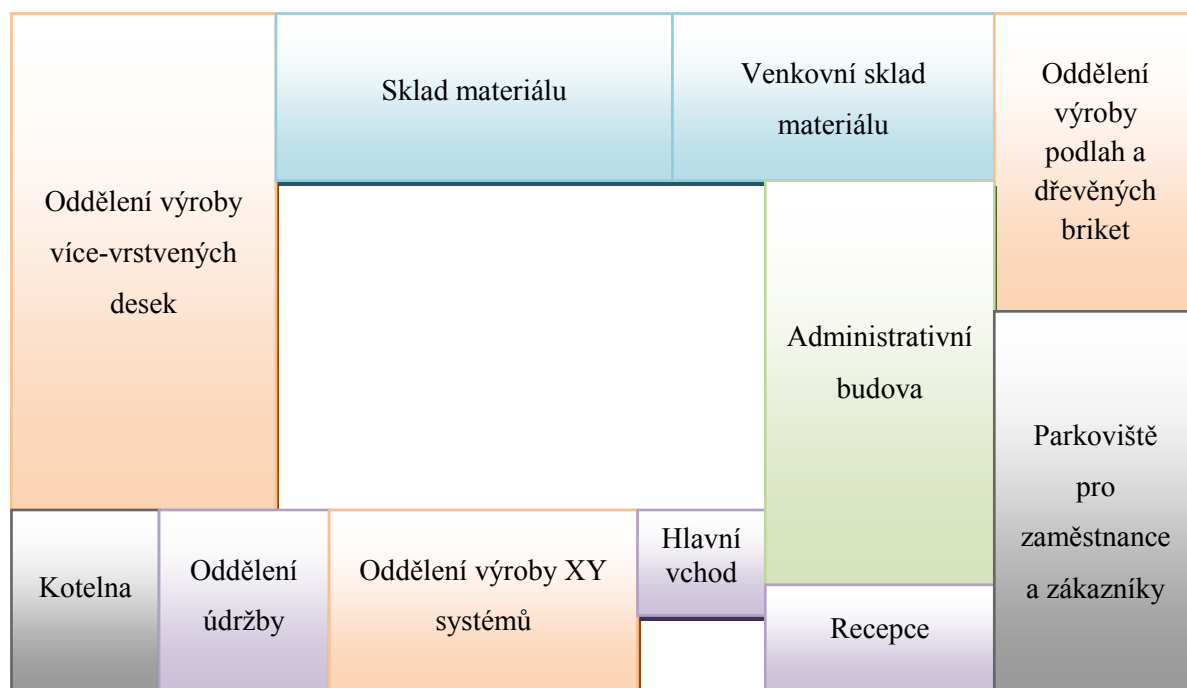 Sklad materiálu
Venkovní sklad
materiálu
Oddělení
výroby
podlah a
dřevěných
briket
Oddělení výroby
více-vrstvených
desek
Administrativní
budova
Parkoviště
pro
zaměstnance
a zákazníky
Kotelna
Oddělení
údržby
Oddělení výroby XY
systémů
Hlavní
vchod
Recepce